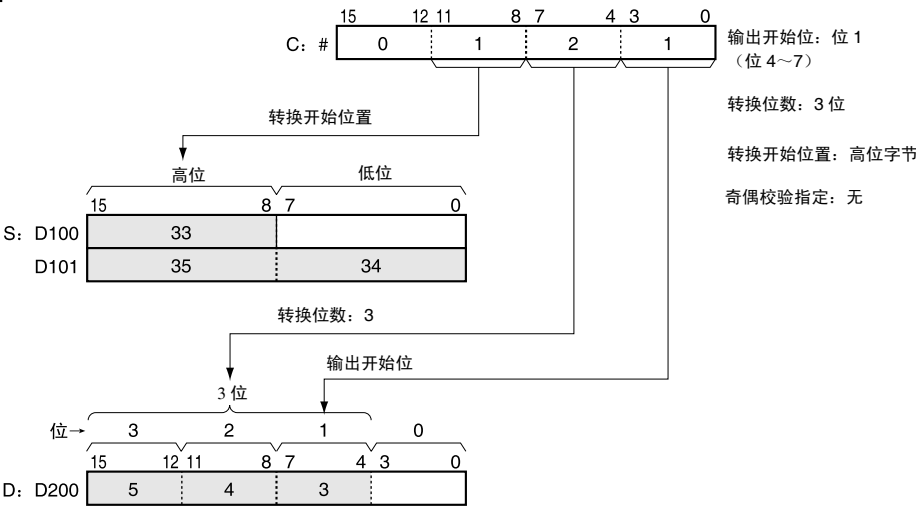 15 12 11 8 7 4 3 0
C：# 0 1 2 1
输出开始位：位 1
（位 4～7）
转换位数：3 位
转换开始位置：高位字节
奇偶校验指定：无
转换开始位置
高位 低位
15 8 7 0
S：D100 33
D101 35 34
转换位数：3
输出开始位
3 位
位→ 3 2 1 0
15 12 11 8 7 4 3 0
D：D200 5 4 3